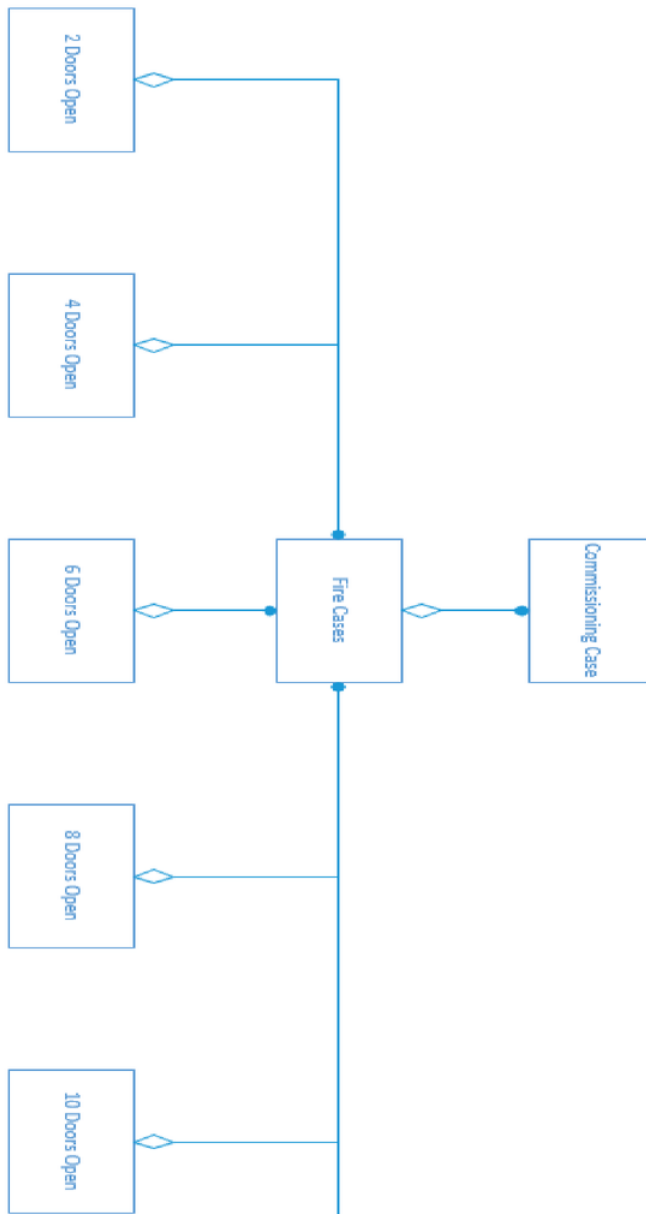 Commissioning Case
Fire Cases
2 Doors Open
4 Doors Open
6 Doors Open
8 Doors Open
10 Doors Open